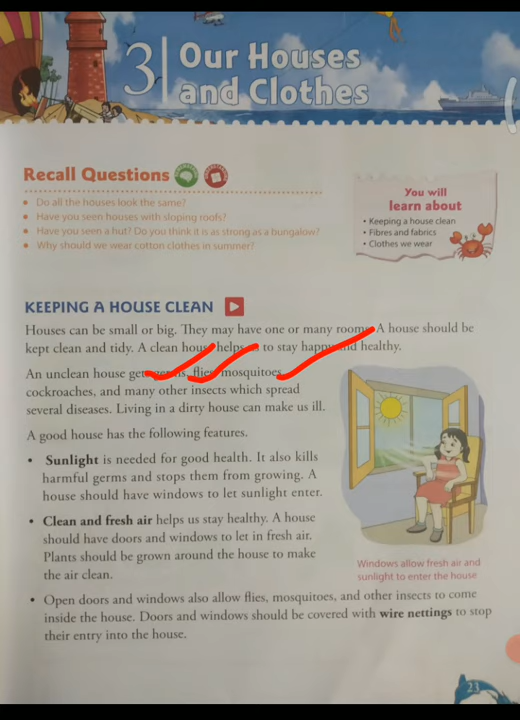 3 Our Houses
and Clothes
Recall Questions
• Do all the houses look the same?
• Have you seen houses with sloping roofs?
• Have you seen a hut? Do you think it is as strong as a bungalow?
• Why should we wear cotton clothes in summer?
You will
learn about
• Keeping a house clean
• Fibres and fabrics
• Clothes we wear
KEEPING A HOUSE CLEAN
Houses can be small or big. They may have one or many rooms. A house should be
kept clean and tidy. A clean house helps to stay happy and healthy.
An unclean house gets germs, flies, mosquitoes
cockroaches, and many other insects which spread
several diseases. Living in a dirty house can make us ill.
A good house has the following features.
• Sunlight is needed for good health. It also kills
harmful germs and stops them from growing. A
house should have windows to let sunlight enter.
• Clean and fresh air helps us stay healthy. A house
should have doors and windows to let in fresh air.
Plants should be grown around the house to make
the air clean.
Windows allow fresh air and
sunlight to enter the house
• Open doors and windows also allow flies, mosquitoes, and other insects to come
inside the house. Doors and windows should be covered with wire nettings to stop
their entry into the house.
23